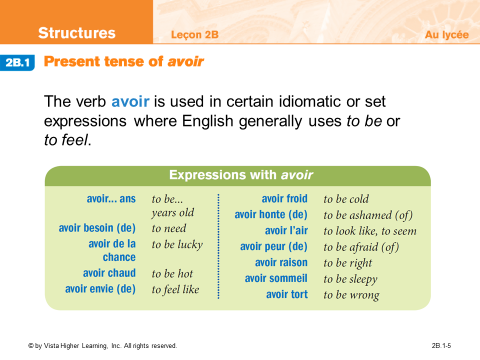 Structures
Leçon 2B
Au lycée
2B.1
Present tense of avoir
The verb avoir is used in certain idiomatic or set
expressions where English generally uses to be or
to feel.
Expressions with avoir
avoir... ans to be...
years old
avoir besoin (de) to need
avoir de la to be lucky
chance
avoir chaud to be hot
avoir envie (de) to feel like
avoir froid to be cold
avoir honte (de) to be ashamed (of)
avoir l'air to look like, to seem
avoir peur (de) to be afraid (of)
avoir raison to be right
avoir sommeil to be sleepy
avoir tort to be wrong
© by Vista Higher Learning, Inc. All rights reserved.
2B.1-5